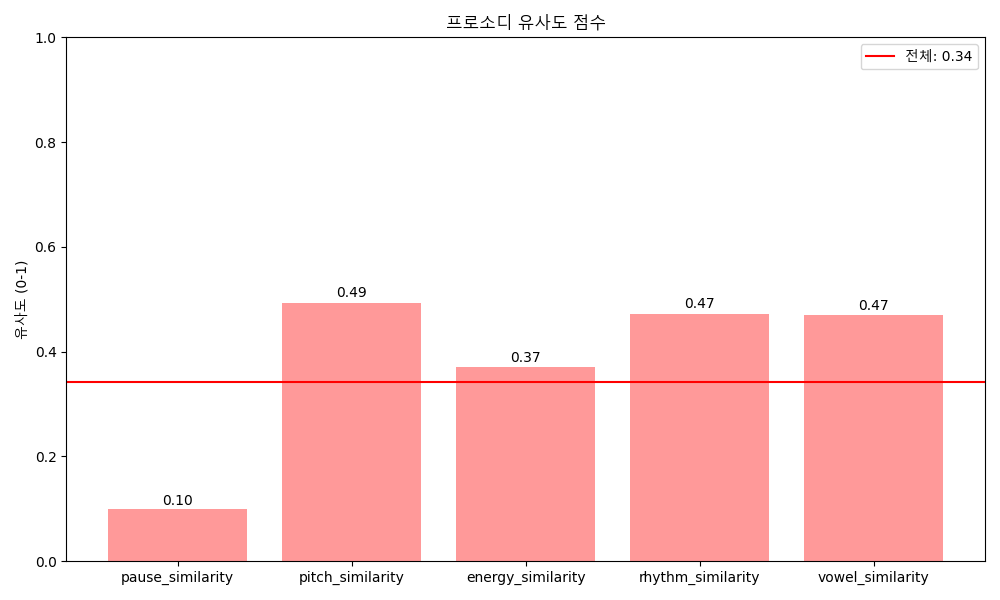 프로소디 유사도 점수
전체: 0.34
유사도 (0-1)
1.0
0.8
0.6
0.4
0.2
0.0
0.10
0.49
0.37
0.47
0.47
pause_similarity
pitch_similarity
energy_similarity
rhythm_similarity
vowel_similarity